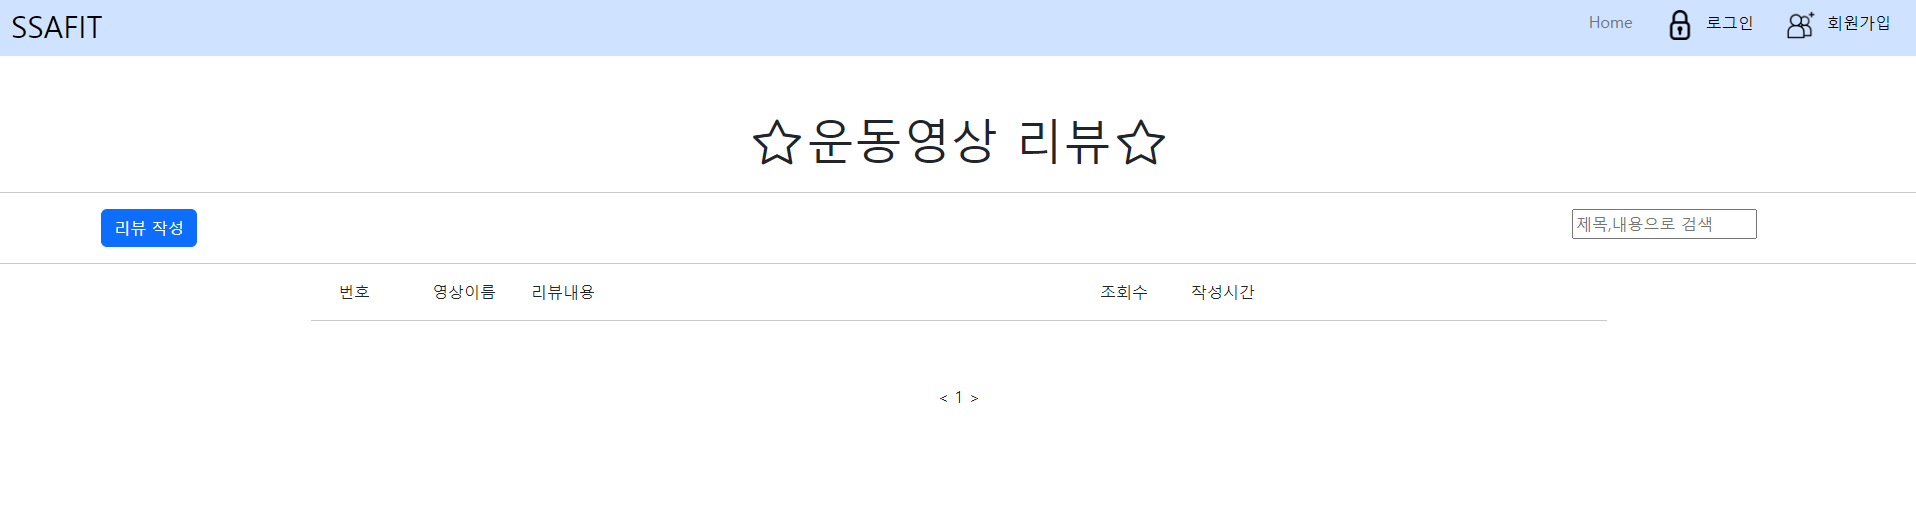 SSAFIT Home 로그인 회원가입
☆운동영상 리뷰☆
리뷰 작성 제목,내용으로 검색
번호 영상이름 리뷰내용 조회수 작성시간
< 1 >